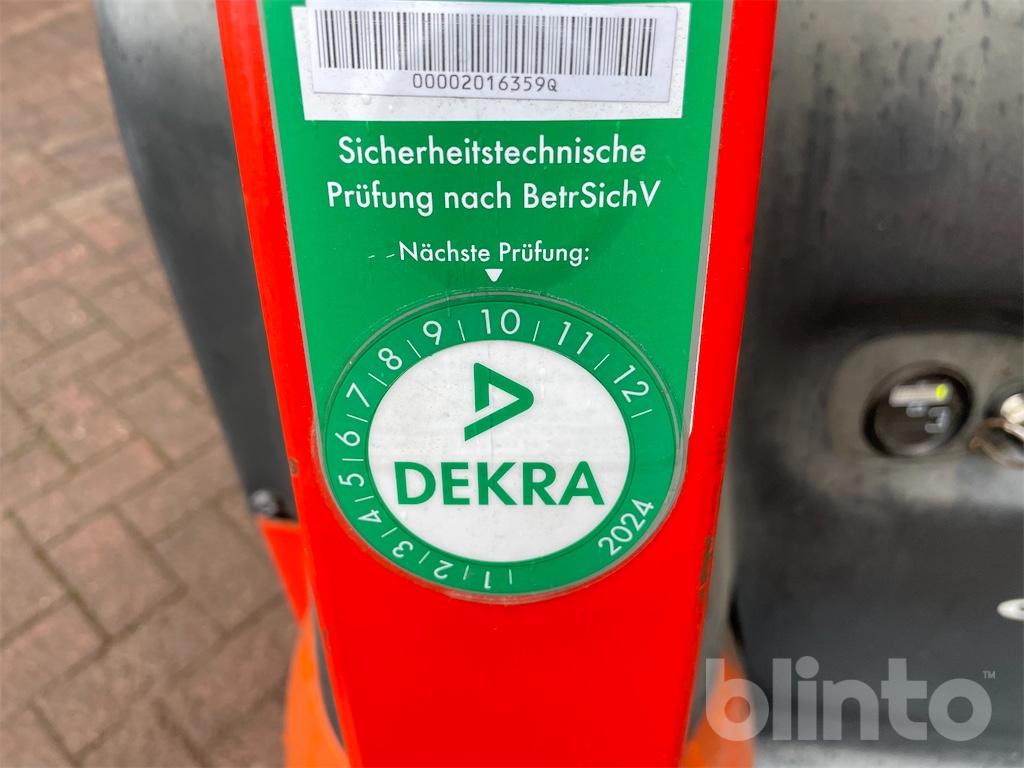 00002016359Q
Sicherheitstechnische
Prüfung nach BetrSichV
Nächste Prüfung:
1 2 3 4 5 6 7 8 9 10 11 12
2024
DEKRA
blinto™